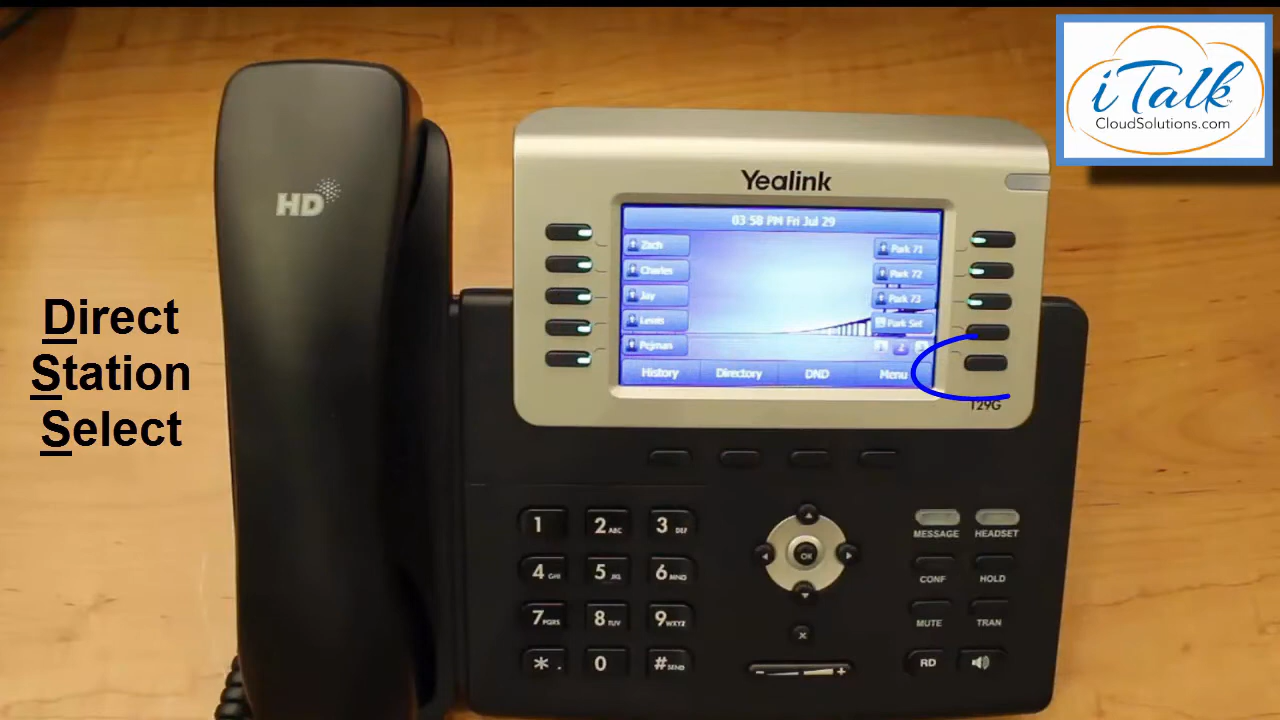 iTalk
CloudSolutions.com
HD
Yealink
03 58 PM Fri Jul 29
Zach
Charles
Jay
Lewis
Pejman
Park 71
Park 72
Park 73
Park Set
2
History
Directory
DND
Menu
T29G
Direct
Station
Select
1
2 ABC
3 DEF
4 GHI
5 JKL
6 MNO
7 PQRS
8 TUV
9 WXYZ
* .
0
# SEND
OK
X
- +
MESSAGE
HEADSET
CONF
HOLD
MUTE
TRAN
RD